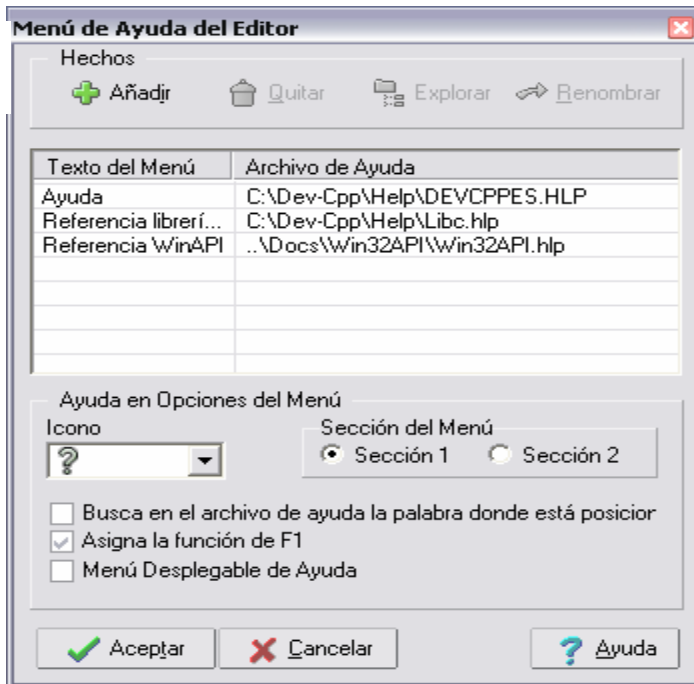 Menú de Ayuda del Editor
Hechos
Añadir Quitar Explorar Renombrar
Texto del Menú Archivo de Ayuda
Ayuda C:\Dev-Cpp\Help\DEVCPPES.HLP
Referencia librerí... C:\Dev-Cpp\Help\Libc.hlp
Referencia WinAPI ..\Docs\Win32API\Win32API.hlp
Ayuda en Opciones del Menú
Icono Sección del Menú
Sección 1 Sección 2
Busca en el archivo de ayuda la palabra donde está posicior
Asigna la función de F1
Menú Desplegable de Ayuda
Aceptar Cancelar Ayuda